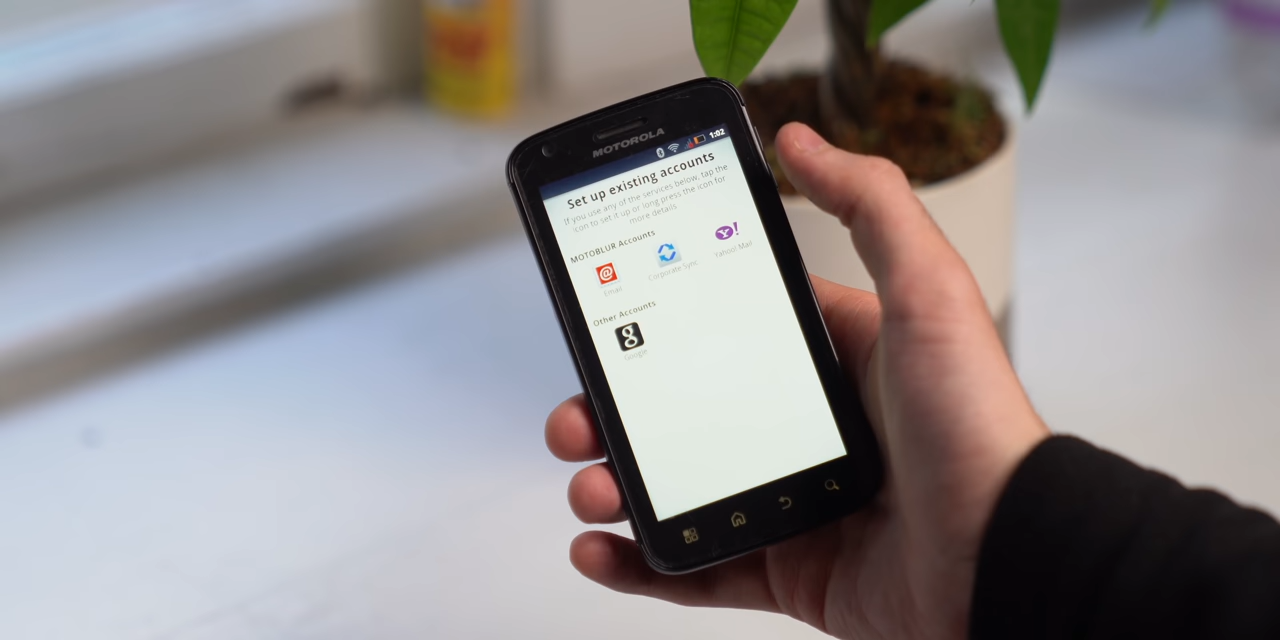 MOTOROLA
1:02
Set up existing accounts
If you use any of the services below, tap the
icon to set it up or long press the icon for
more details
MOTOBLUR Accounts
Email
Corporate Sync
Yahoo! Mail
Other Accounts
Google